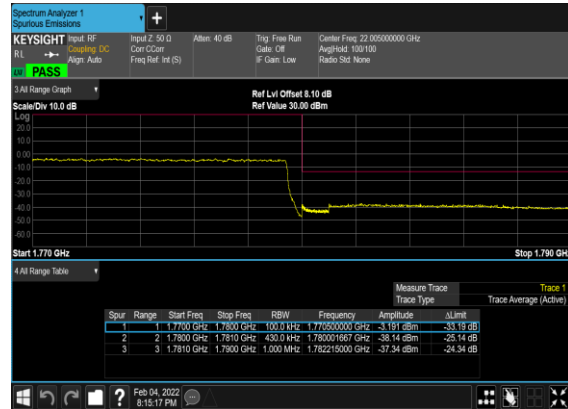 Spectrum Analyzer 1
Spurious Emissions
+
KEYSIGHT Input: RF Input Z: 50 Ω Atten: 40 dB Trig: Free Run Center Freq: 22.005000000 GHz
RL Coupling: DC Corr CCorr Gate: Off Avg|Hold: 100/100
Align: Auto Freq Ref: Int (S) IF Gain: Low Radio Std: None
LW PASS
3 All Range Graph
Ref Lvl Offset 8.10 dB
Scale/Div 10.0 dB Ref Value 30.00 dBm
Log
20.0
10.0
0.00
-10.0
-20.0
-30.0
-40.0
-50.0
-60.0
Start 1.770 GHz Stop 1.790 GHz
4 All Range Table
Measure Trace Trace 1
Trace Type Trace Average (Active)
Spur Range Start Freq Stop Freq RBW Frequency Amplitude ΔLimit
1 1 1.7700 GHz 1.7800 GHz 100.0 kHz 1.770500000 GHz -3.191 dBm -33.19 dB
2 2 1.7800 GHz 1.7810 GHz 430.0 kHz 1.780001667 GHz -38.14 dBm -25.14 dB
3 3 1.7810 GHz 1.7900 GHz 1.000 MHz 1.782215000 GHz -37.34 dBm -24.34 dB
? Feb 04, 2022
8:15:17 PM